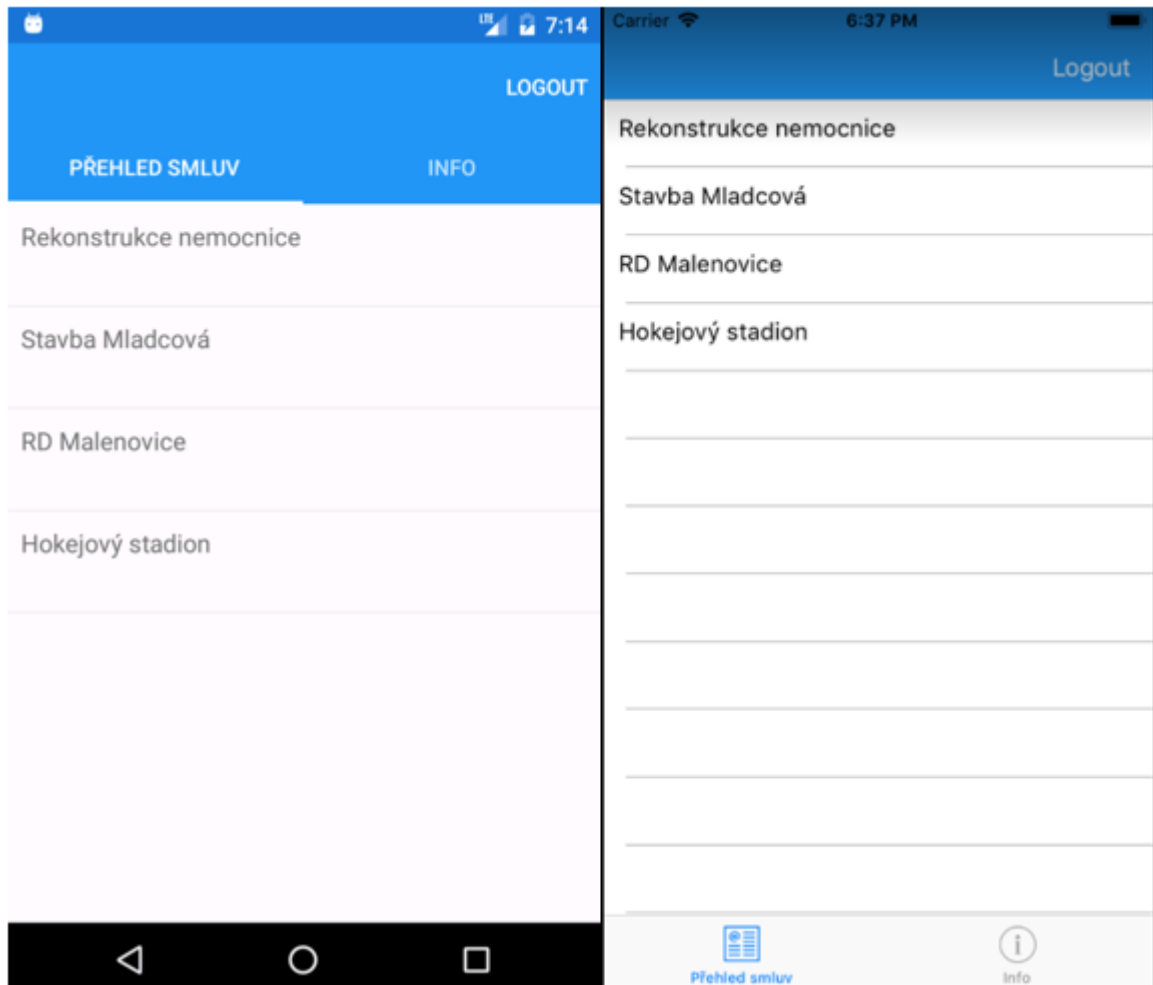 LTE 7:14
LOGOUT
PŘEHLED SMLUV INFO
Rekonstrukce nemocnice
Stavba Mladcová
RD Malenovice
Hokejový stadion
Carrier 6:37 PM
Logout
Rekonstrukce nemocnice
Stavba Mladcová
RD Malenovice
Hokejový stadion
Přehled smluv Info